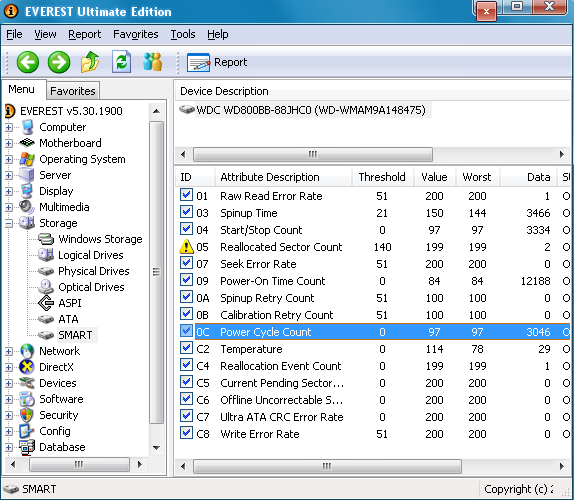 EVEREST Ultimate Edition
File View Report Favorites Tools Help
Report
Menu Favorites
EVEREST v5.30.1900
Computer
Motherboard
Operating System
Server
Display
Multimedia
Storage
Windows Storage
Logical Drives
Physical Drives
Optical Drives
ASPI
ATA
SMART
Network
DirectX
Devices
Software
Security
Config
Database
Device Description
WDC WD800BB-88JHC0 (WD-WMAM9A148475)
ID Attribute Description Threshold Value Worst Data
01 Raw Read Error Rate 51 200 200 1
03 Spinup Time 21 150 144 3466
04 Start/Stop Count 0 97 97 3334
05 Reallocated Sector Count 140 199 199 2
07 Seek Error Rate 51 200 200 0
09 Power-On Time Count 0 84 84 12188
0A Spinup Retry Count 51 100 100 0
0B Calibration Retry Count 51 100 100 0
0C Power Cycle Count 0 97 97 3046
C2 Temperature 0 114 78 29
C4 Reallocation Event Count 0 199 199 1
C5 Current Pending Sector... 0 200 200 0
C6 Offline Uncorrectable S... 0 200 200 0
C7 Ultra ATA CRC Error Rate 0 200 200 0
C8 Write Error Rate 51 200 200 0
SMART
Copyright (c)